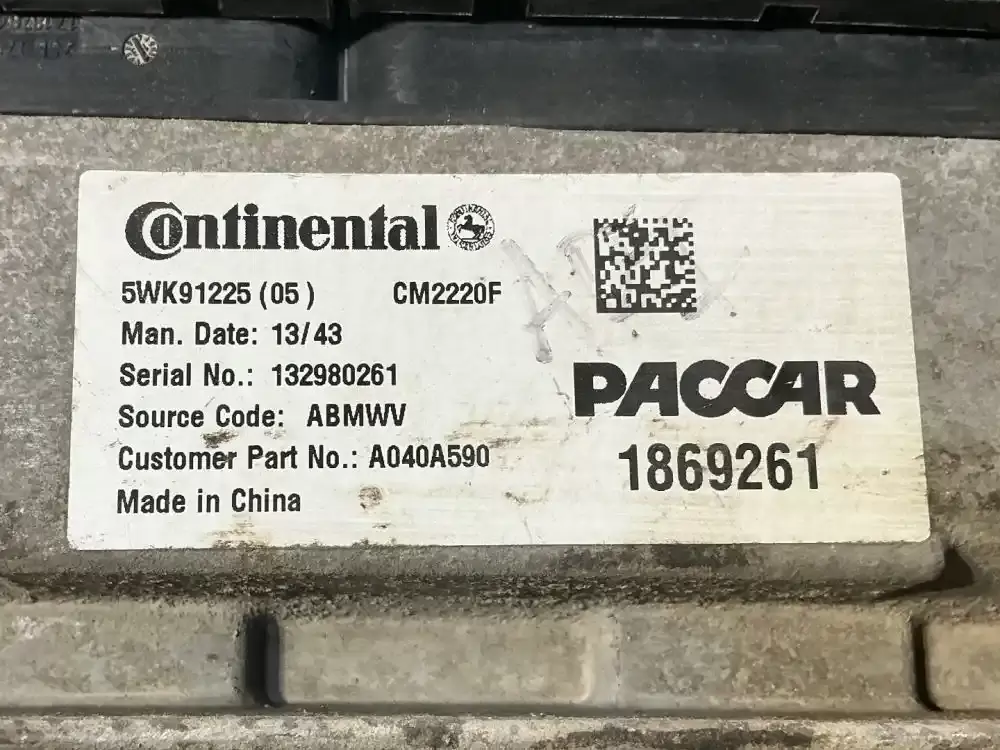 Continental
5WK91225 (05 ) CM2220F
Man. Date: 13/43
Serial No.: 132980261
Source Code: ABMWV
Customer Part No.: A040A590
Made in China
PACCAR
1869261